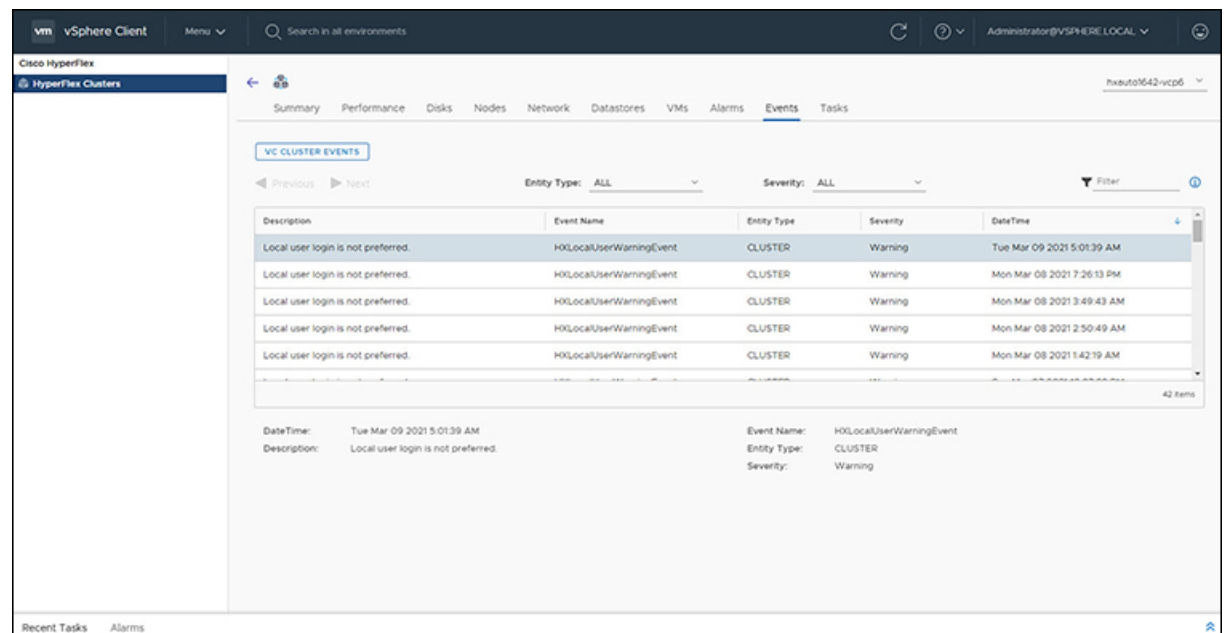 vm vSphere Client Menu Search in all environments Administrator@VSPHERE.LOCAL
Cisco HyperFlex
HyperFlex Clusters
hxauto1642-vcp6
Summary Performance Disks Nodes Network Datastores VMs Alarms Events Tasks
VC CLUSTER EVENTS
Previous Next Entity Type: ALL Severity: ALL Filter
Description Event Name Entity Type Severity DateTime
Local user login is not preferred. HXLocalUserWarningEvent CLUSTER Warning Tue Mar 09 2021 5:01:39 AM
Local user login is not preferred. HXLocalUserWarningEvent CLUSTER Warning Mon Mar 08 2021 7:26:13 PM
Local user login is not preferred. HXLocalUserWarningEvent CLUSTER Warning Mon Mar 08 2021 3:49:43 AM
Local user login is not preferred. HXLocalUserWarningEvent CLUSTER Warning Mon Mar 08 2021 2:50:49 AM
Local user login is not preferred. HXLocalUserWarningEvent CLUSTER Warning Mon Mar 08 2021 1:42:19 AM
42 items
DateTime: Tue Mar 09 2021 5:01:39 AM Event Name: HXLocalUserWarningEvent
Description: Local user login is not preferred. Entity Type: CLUSTER
Severity: Warning
Recent Tasks Alarms